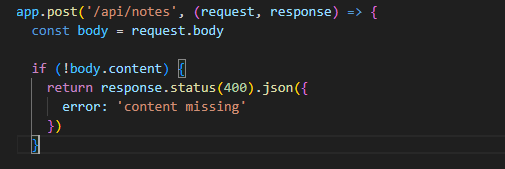 app.post('/api/notes', (request, response) => {
  const body = request.body

  if (!body.content) {
    return response.status(400).json({
      error: 'content missing'
    })
  }